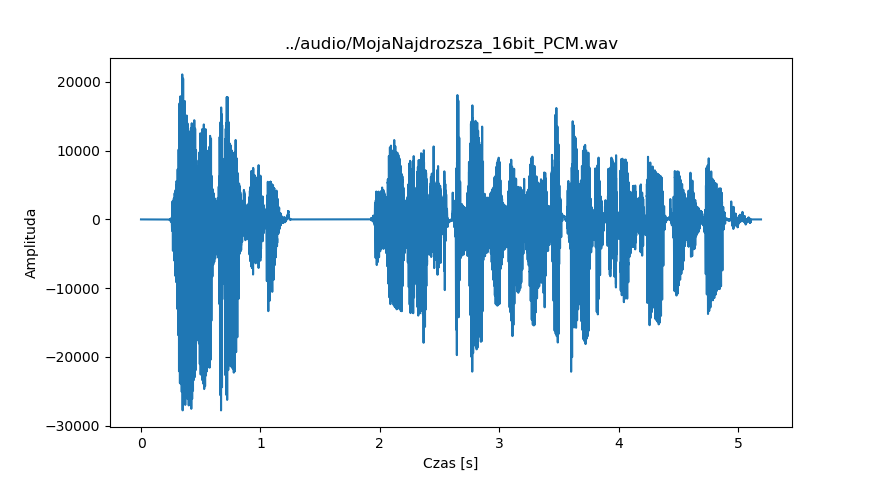 ../audio/MojaNajdrozsza_16bit_PCM.wav
20000
10000
0
−10000
−20000
−30000
Amplituda
0 1 2 3 4 5
Czas [s]